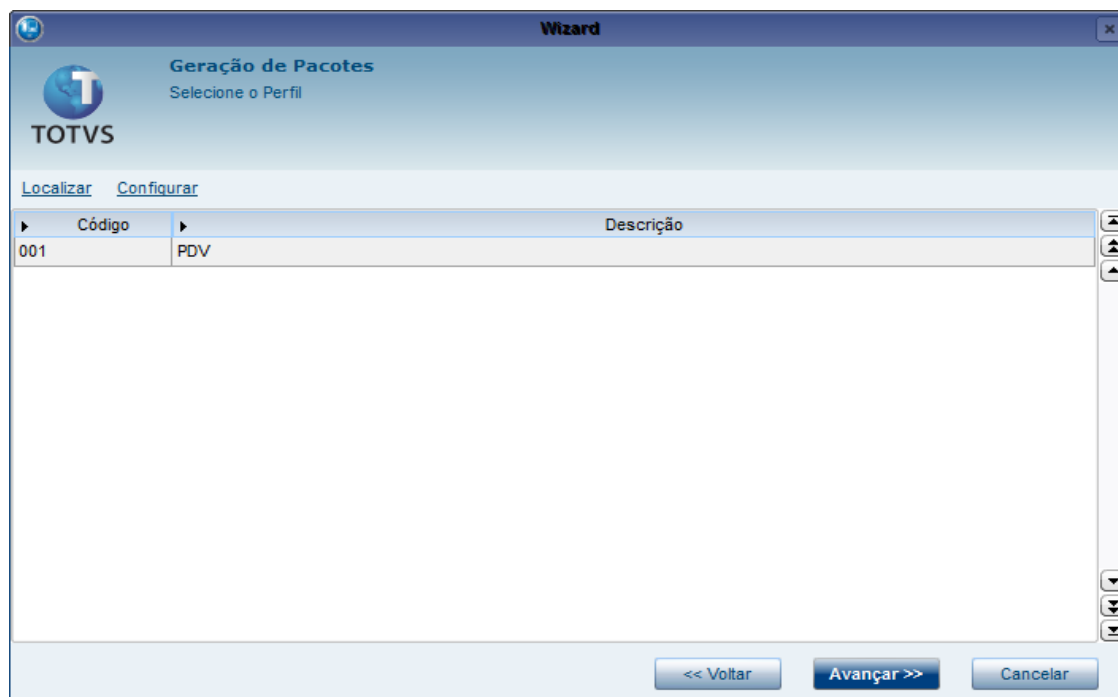 Wizard
Geração de Pacotes
Selecione o Perfil
T
TOTVS
Localizar Configurar
Código Descrição
001 PDV
<< Voltar Avançar >> Cancelar